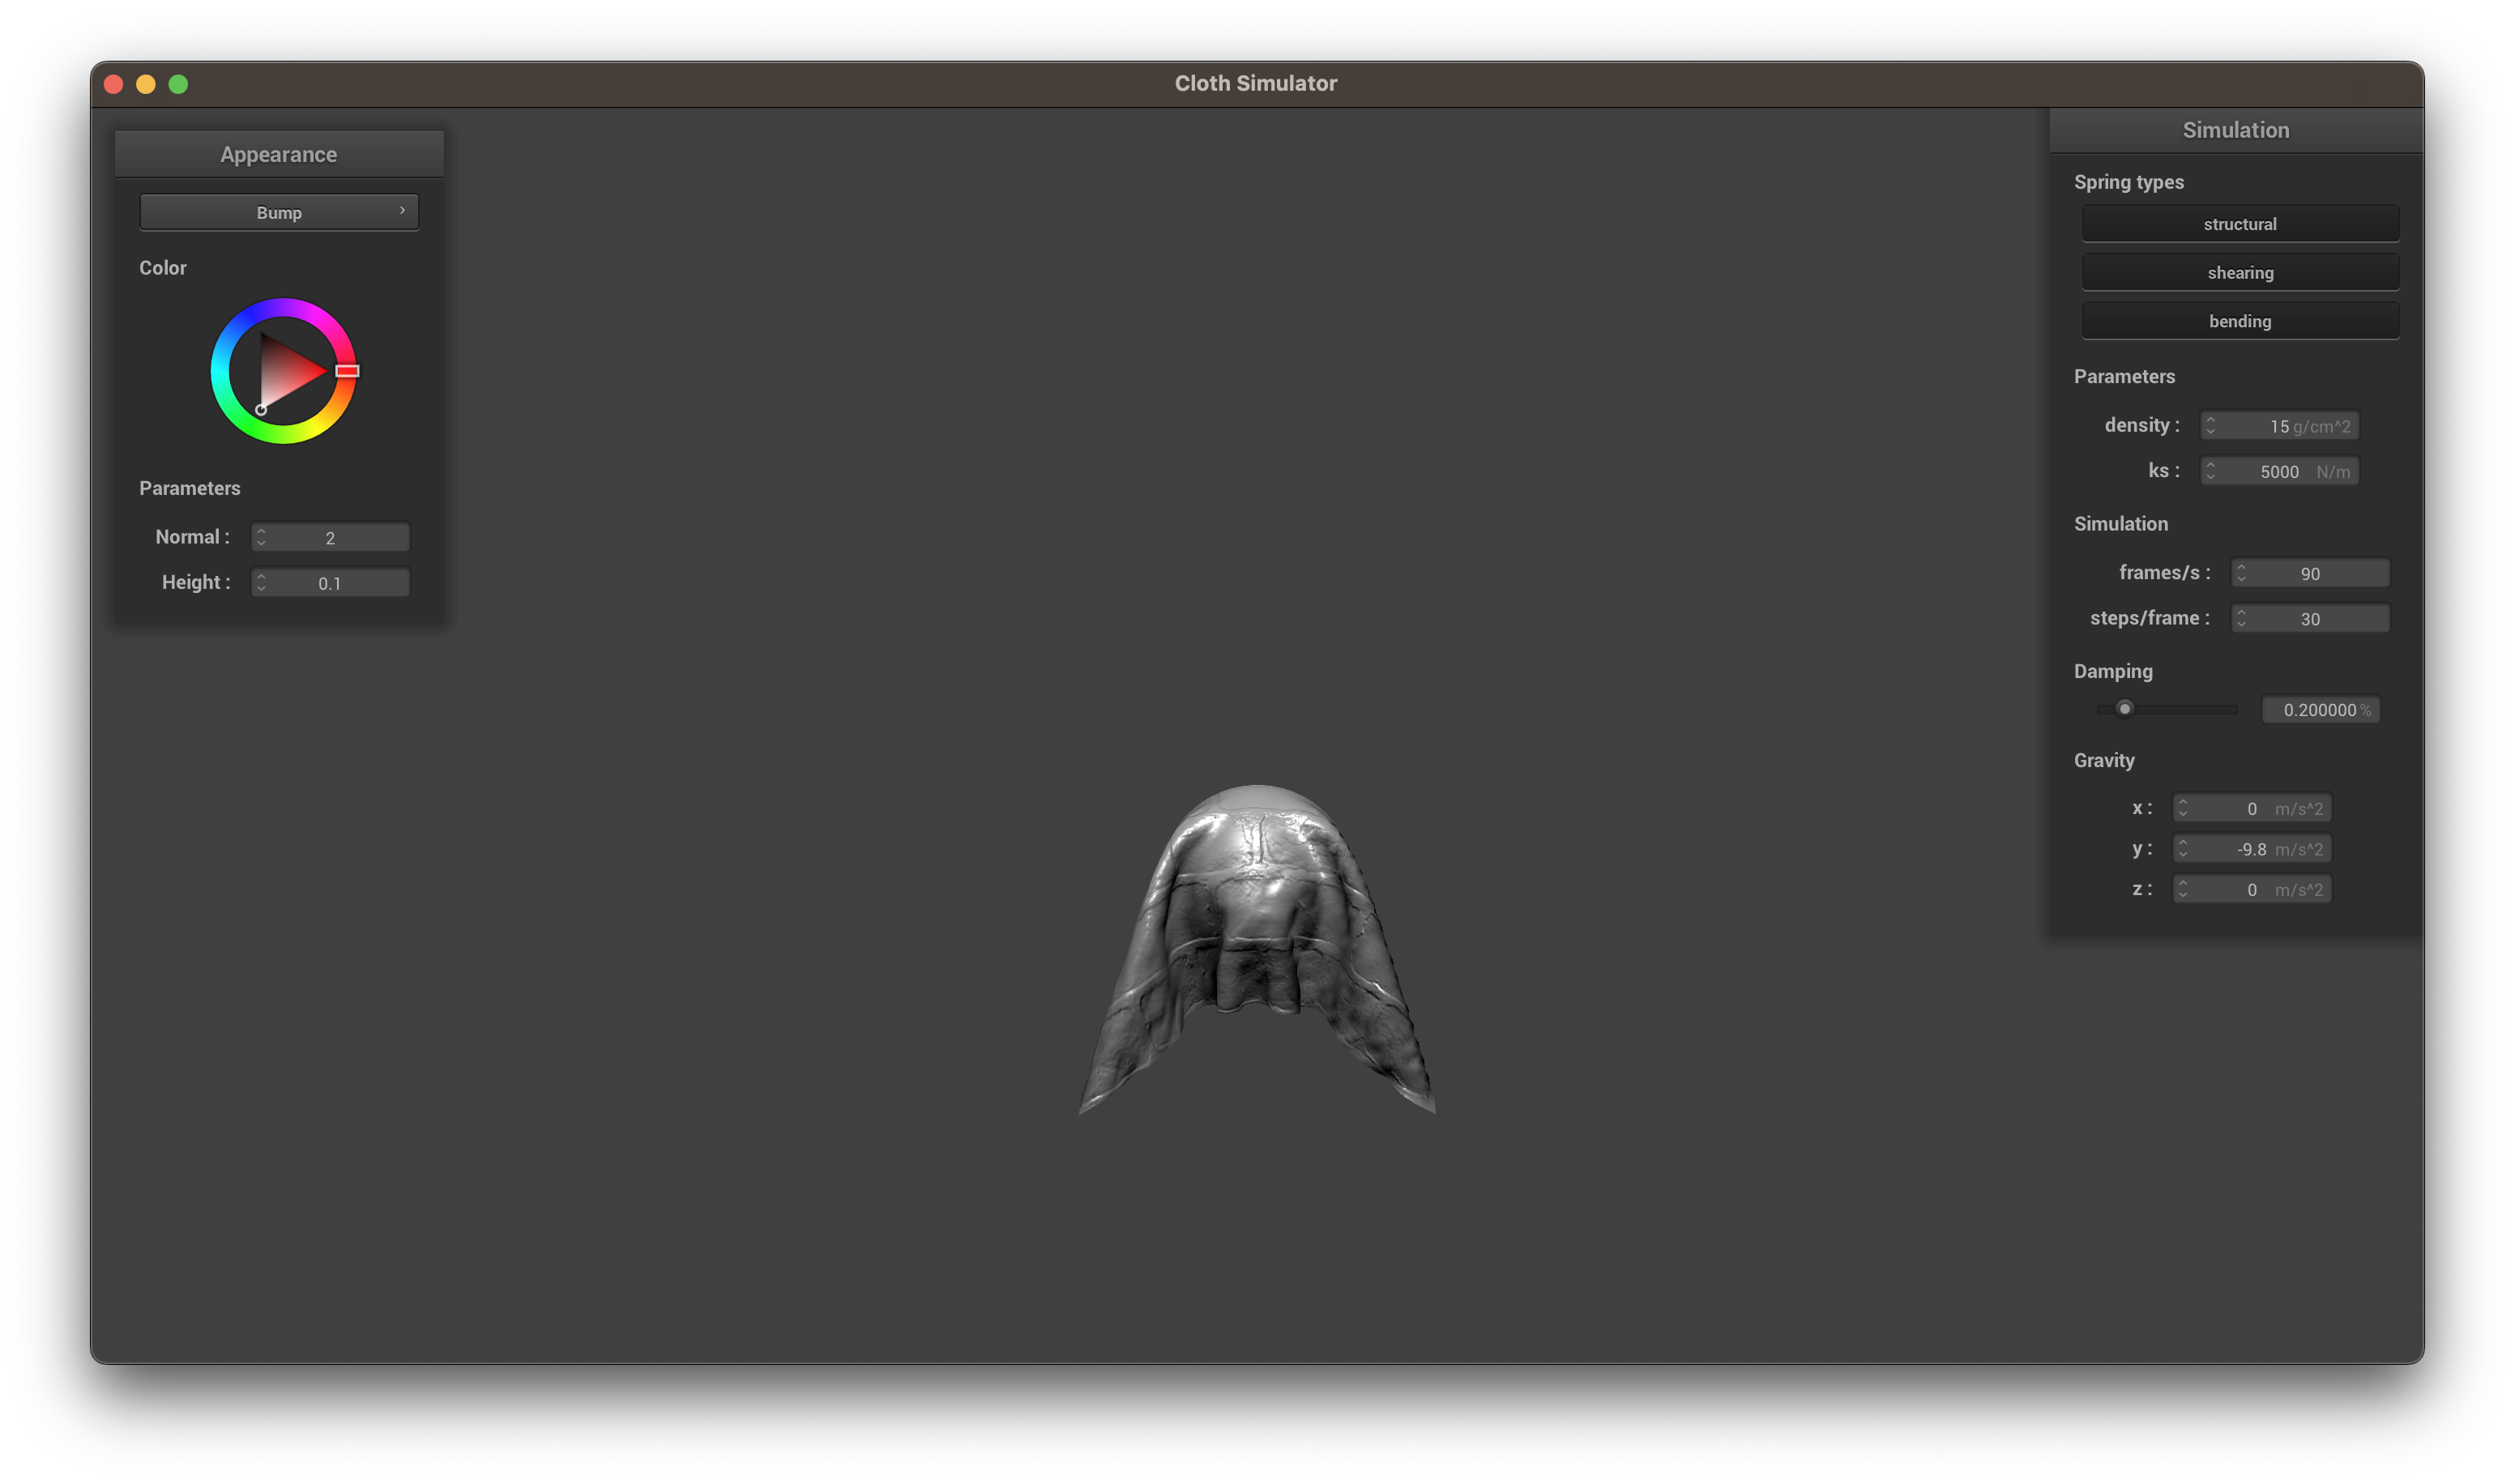 Cloth Simulator
Appearance
Bump
Color
Parameters
Normal : 2
Height : 0.1
Simulation
Spring types
structural
shearing
bending
Parameters
density : 15 g/cm^2
ks : 5000 N/m
Simulation
frames/s : 90
steps/frame : 30
Damping
0.200000 %
Gravity
x : 0 m/s^2
y : -9.8 m/s^2
z : 0 m/s^2